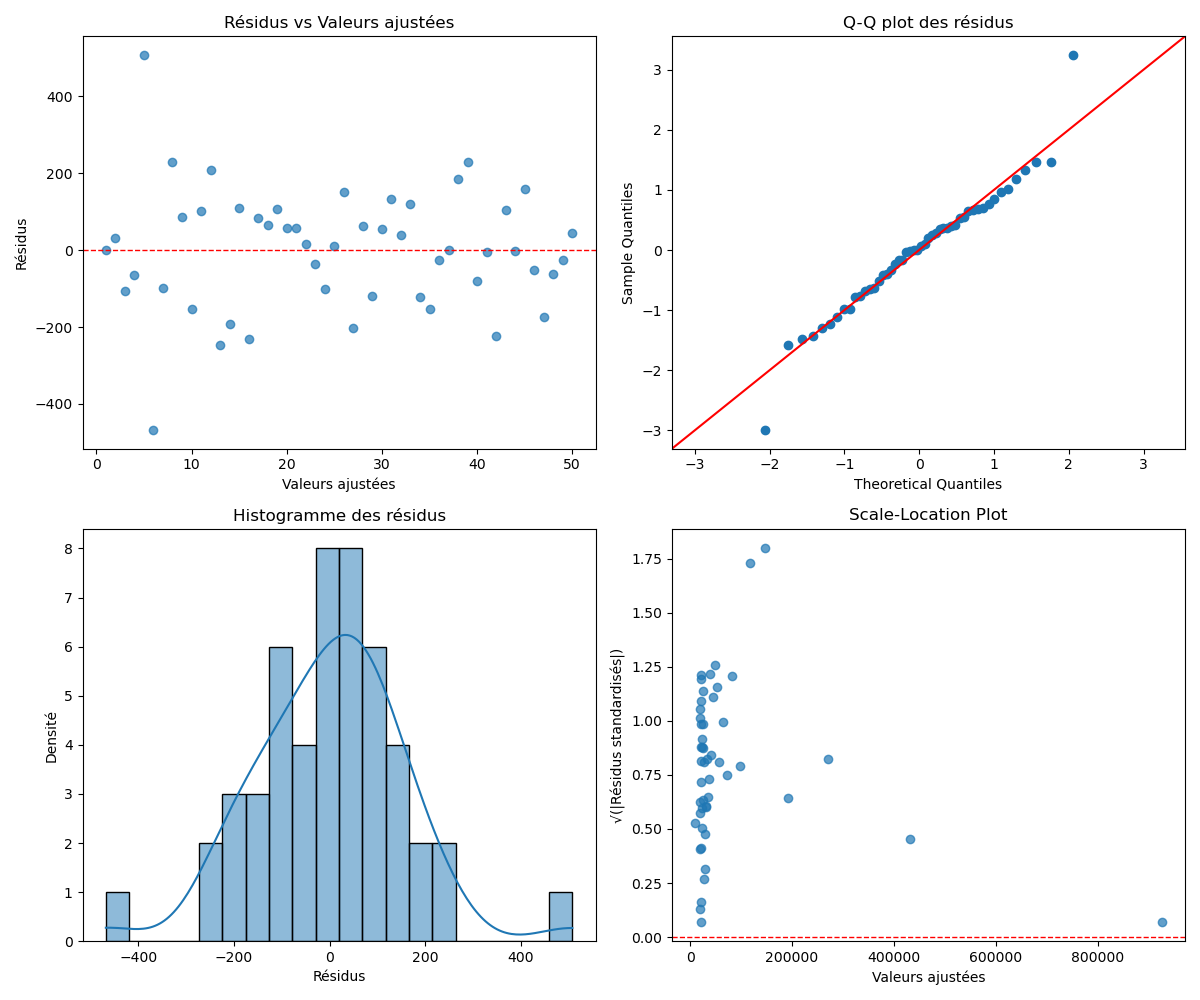 Résidus vs Valeurs ajustées
Résidus
400
200
0
−200
−400
0 10 20 30 40 50
Valeurs ajustées
Q-Q plot des résidus
Sample Quantiles
3
2
1
0
−1
−2
−3
−3 −2 −1 0 1 2 3
Theoretical Quantiles
Histogramme des résidus
Densité
8
7
6
5
4
3
2
1
0
−400 −200 0 200 400
Résidus
Scale-Location Plot
√(|Résidus standardisés|)
1.75
1.50
1.25
1.00
0.75
0.50
0.25
0.00
0 200000 400000 600000 800000
Valeurs ajustées